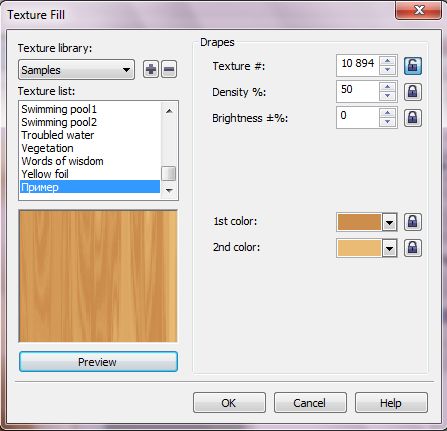 Texture Fill
Texture library:
Samples
Texture list:
Swimming pool1
Swimming pool2
Troubled water
Vegetation
Words of wisdom
Yellow foil
Пример
Preview
Drapes
Texture #: 10 894
Density %: 50
Brightness ±%: 0
1st color:
2nd color:
OK Cancel Help